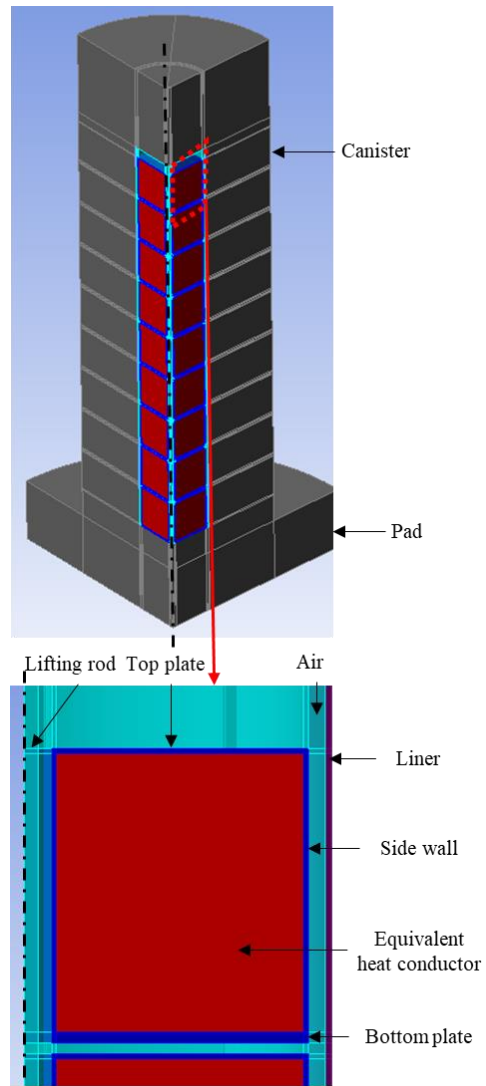 Canister
Pad
Lifting rod Top plate
Air
Liner
Side wall
Equivalent
heat conductor
Bottom plate